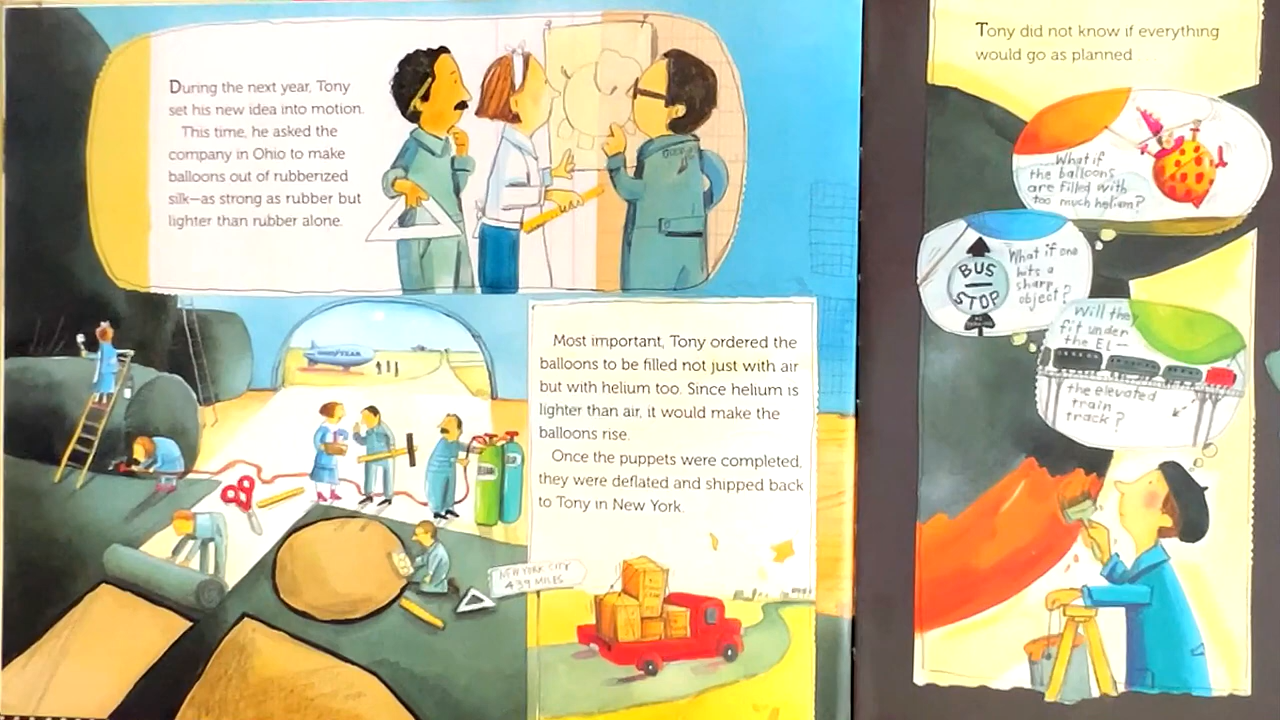 During the next year, Tony
set his new idea into motion.
This time, he asked the
company in Ohio to make
balloons out of rubberized
silk—as strong as rubber but
lighter than rubber alone.
GOODYEAR
Most important, Tony ordered the
balloons to be filled not just with air
but with helium too. Since helium is
lighter than air, it would make the
balloons rise.
Once the puppets were completed,
they were deflated and shipped back
to Tony in New York.
NEW YORK CITY
439 MILES
Tony did not know if everything
would go as planned
What if
the balloons
are filled with
too much helium?
What if one
hits a
sharp
object?
BUS
STOP
Will they
fit under
the EL—
the elevated
train
track?